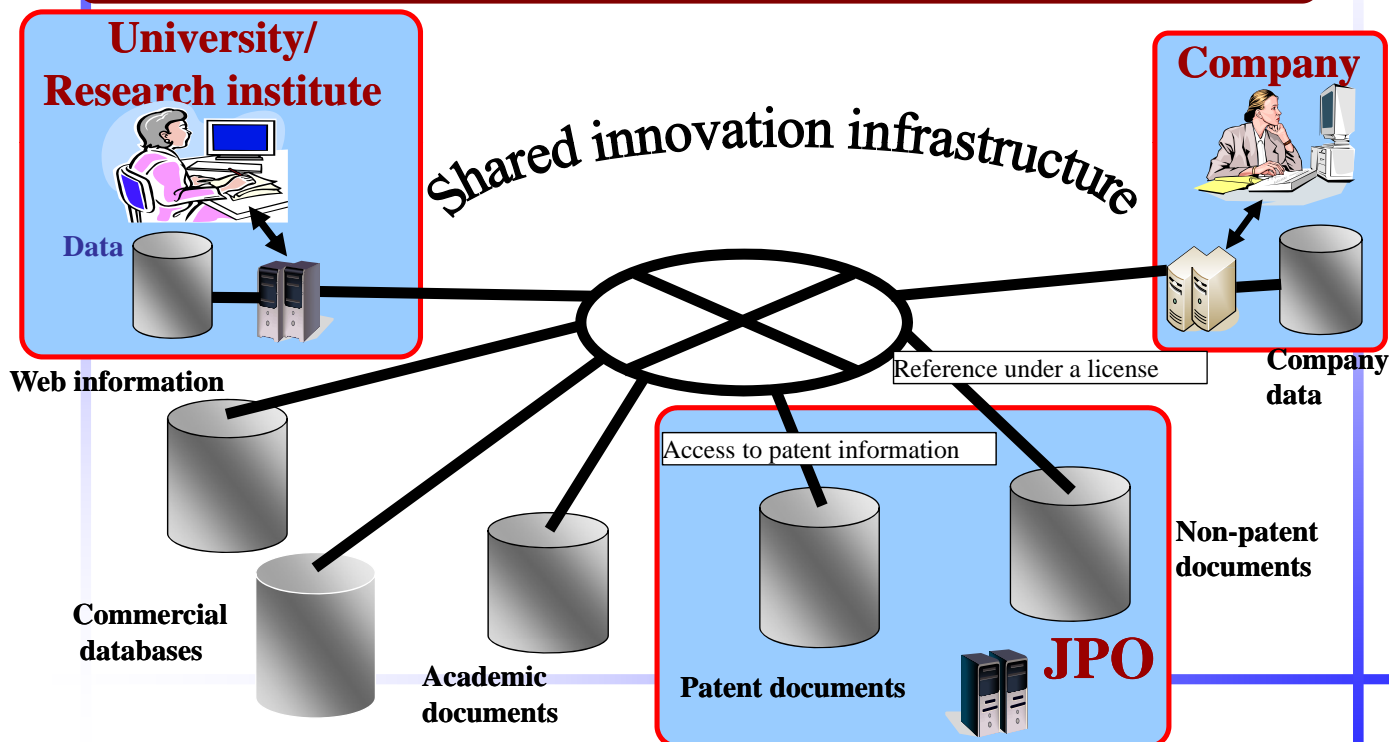 University/
Research institute
Company
Shared innovation infrastructure
Data
Web information
Reference under a license
Company
data
Access to patent information
Non-patent
documents
Commercial
databases
Academic
documents
Patent documents
JPO